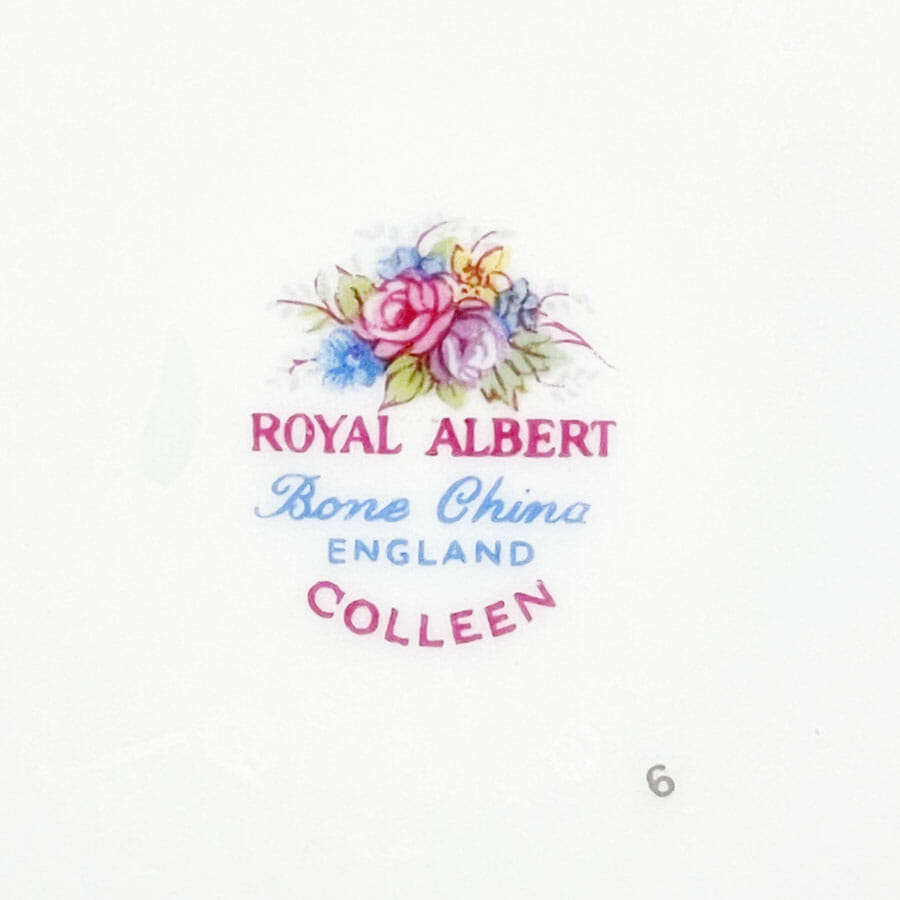 ROYAL ALBERT
Bone China
ENGLAND
COLLEEN
6